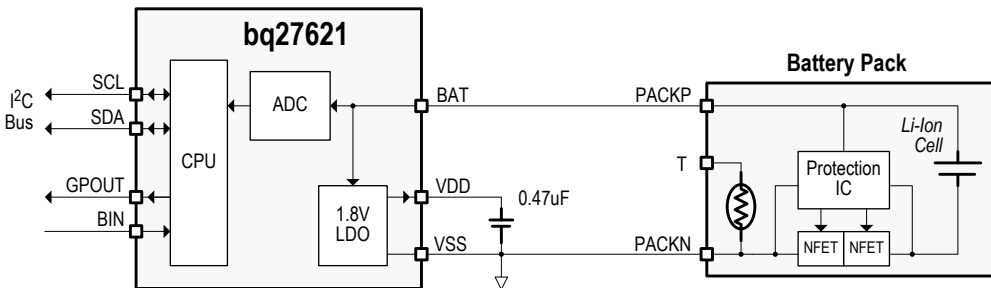 bq27621
Battery Pack
I²C
Bus
SCL
SDA
GPOUT
BIN
CPU
ADC
1.8V
LDO
BAT
VDD
VSS
0.47uF
PACKP
T
PACKN
Protection
IC
NFET
NFET
Li-Ion
Cell